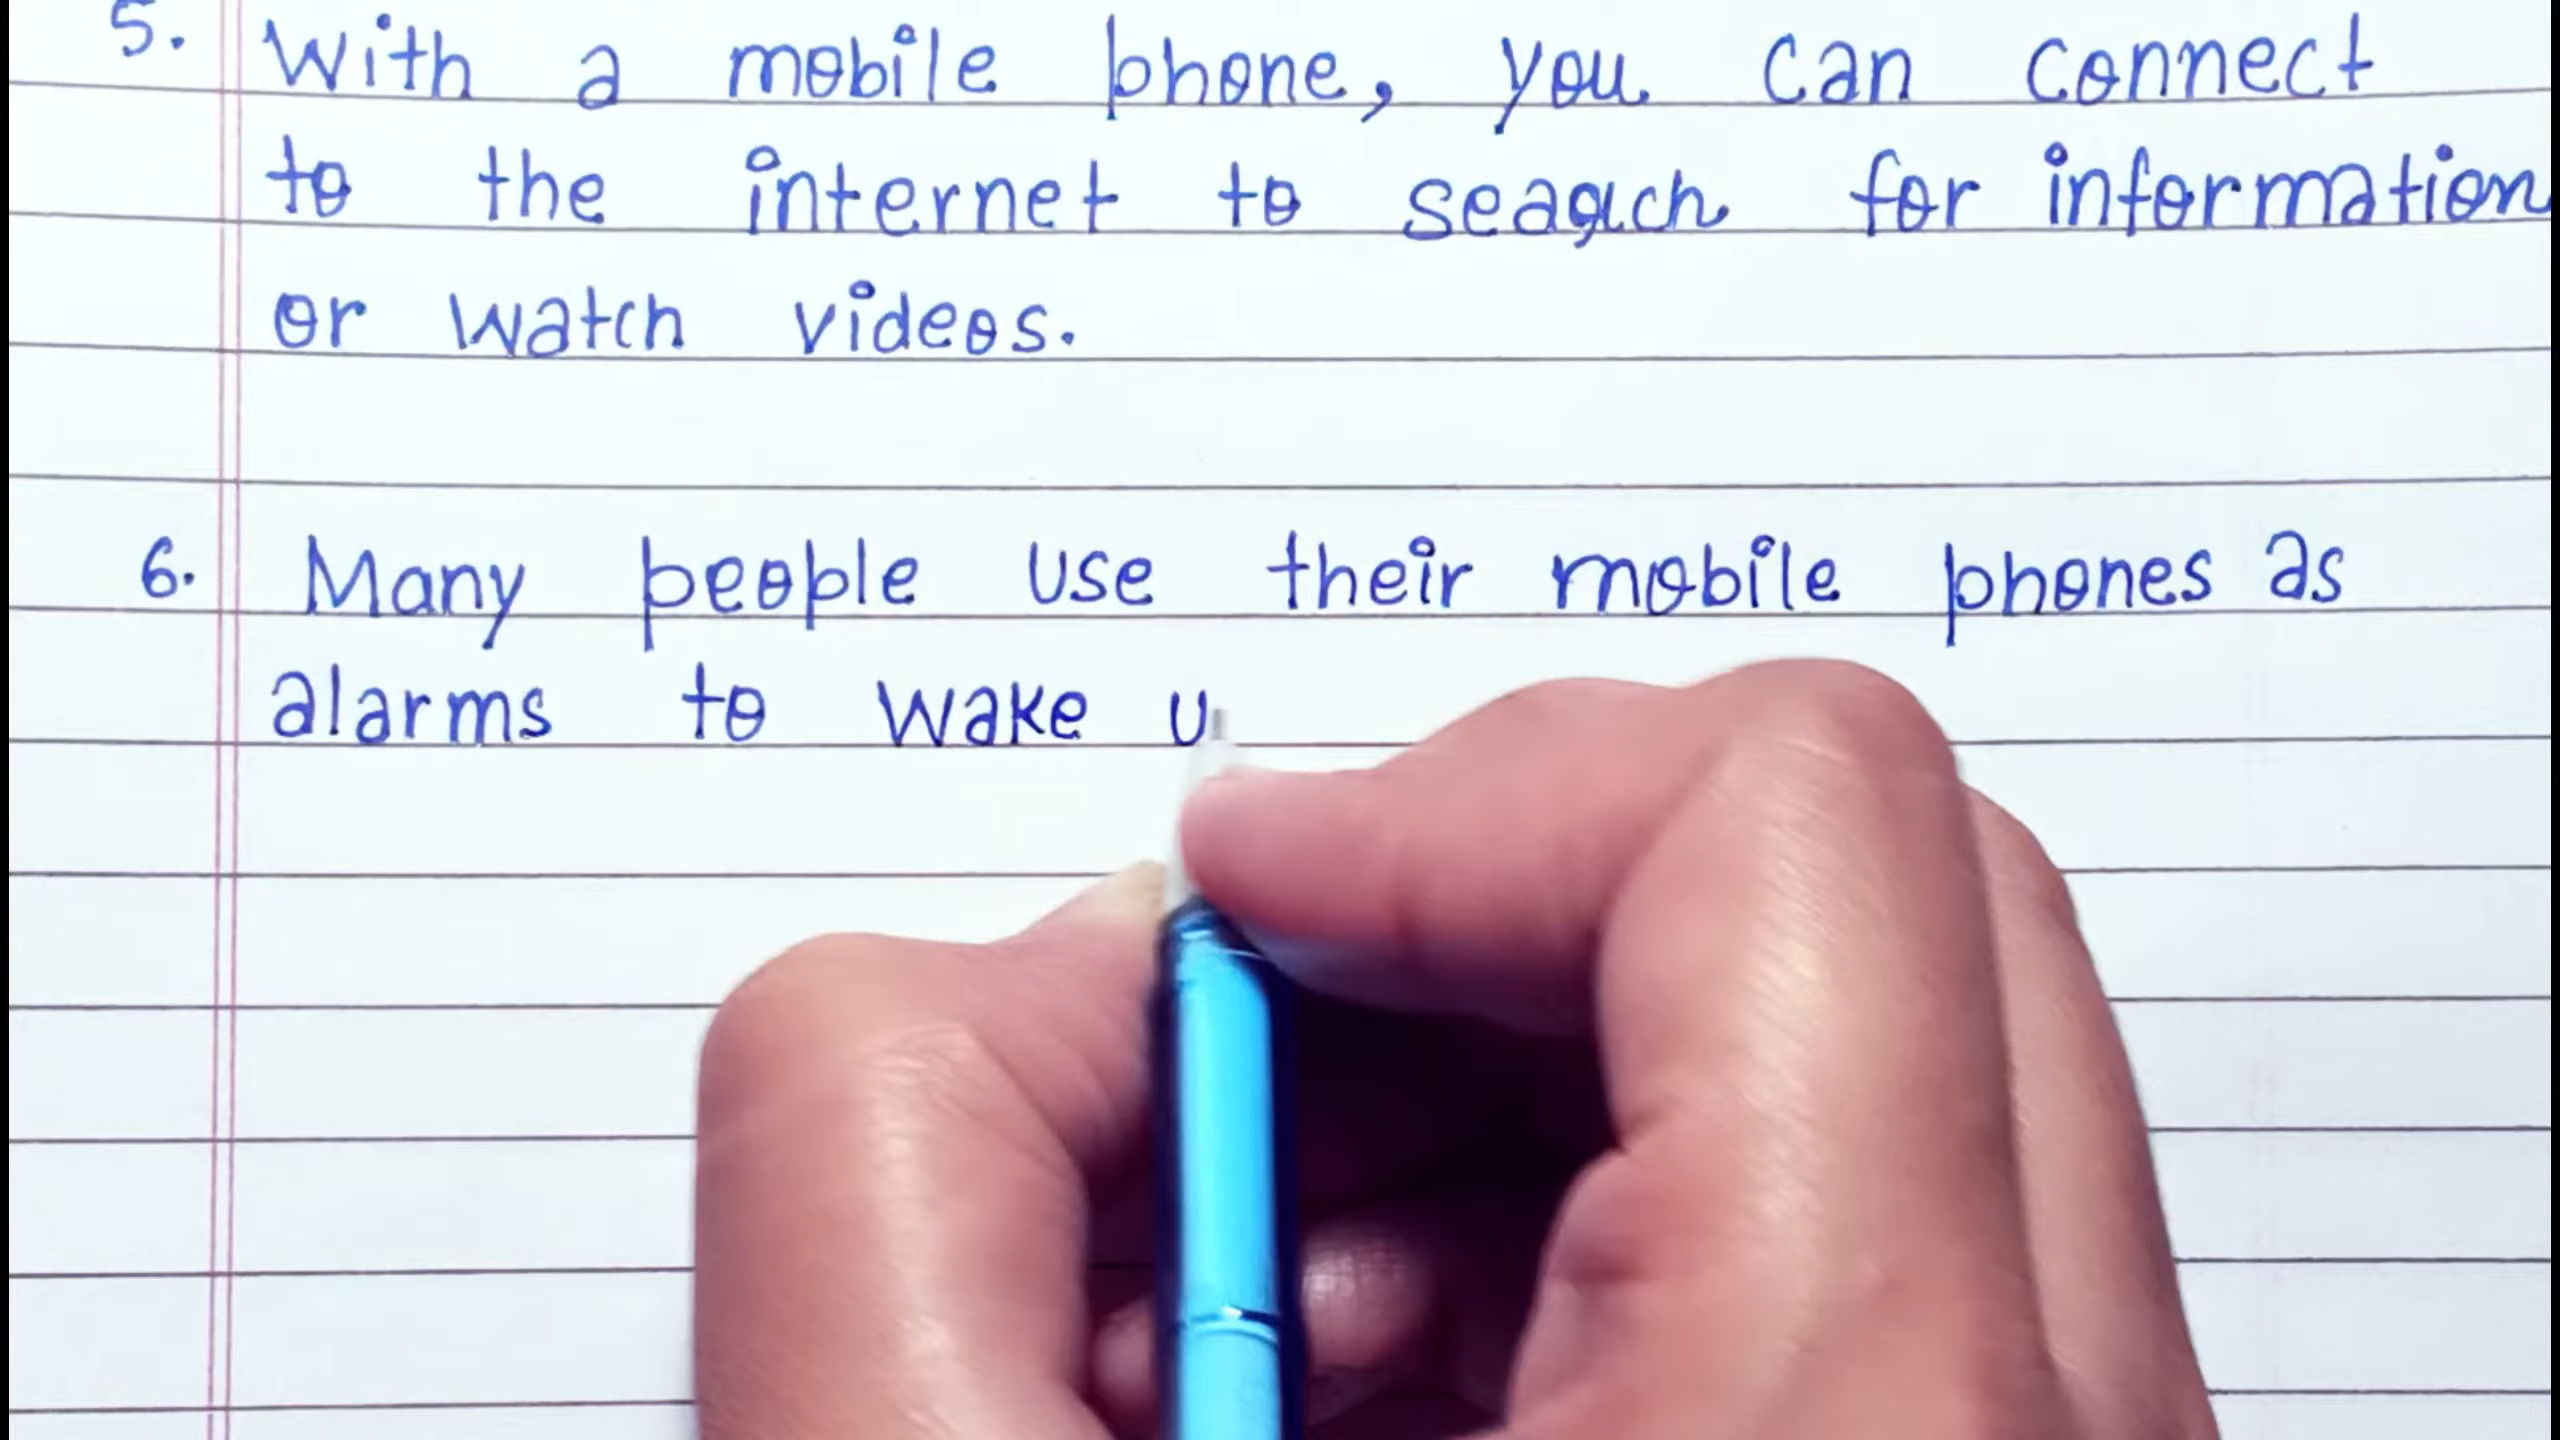 5. With a mobile phone, you can connect
to the internet to seaach for information
or watch videos.
6. Many people use their mobile phones as
alarms to wake u